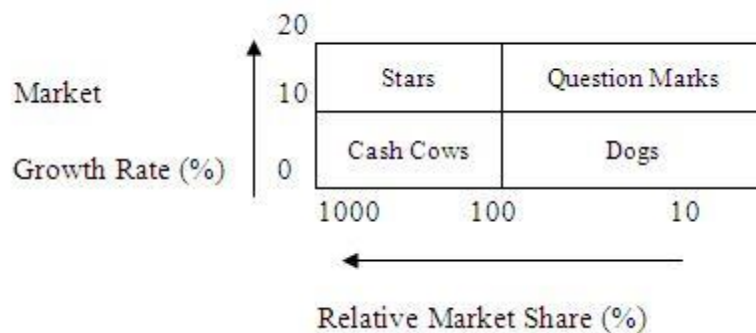 20
Stars Question Marks
Market 10
Cash Cows Dogs
Growth Rate (%) 0
1000 100 10
Relative Market Share (%)